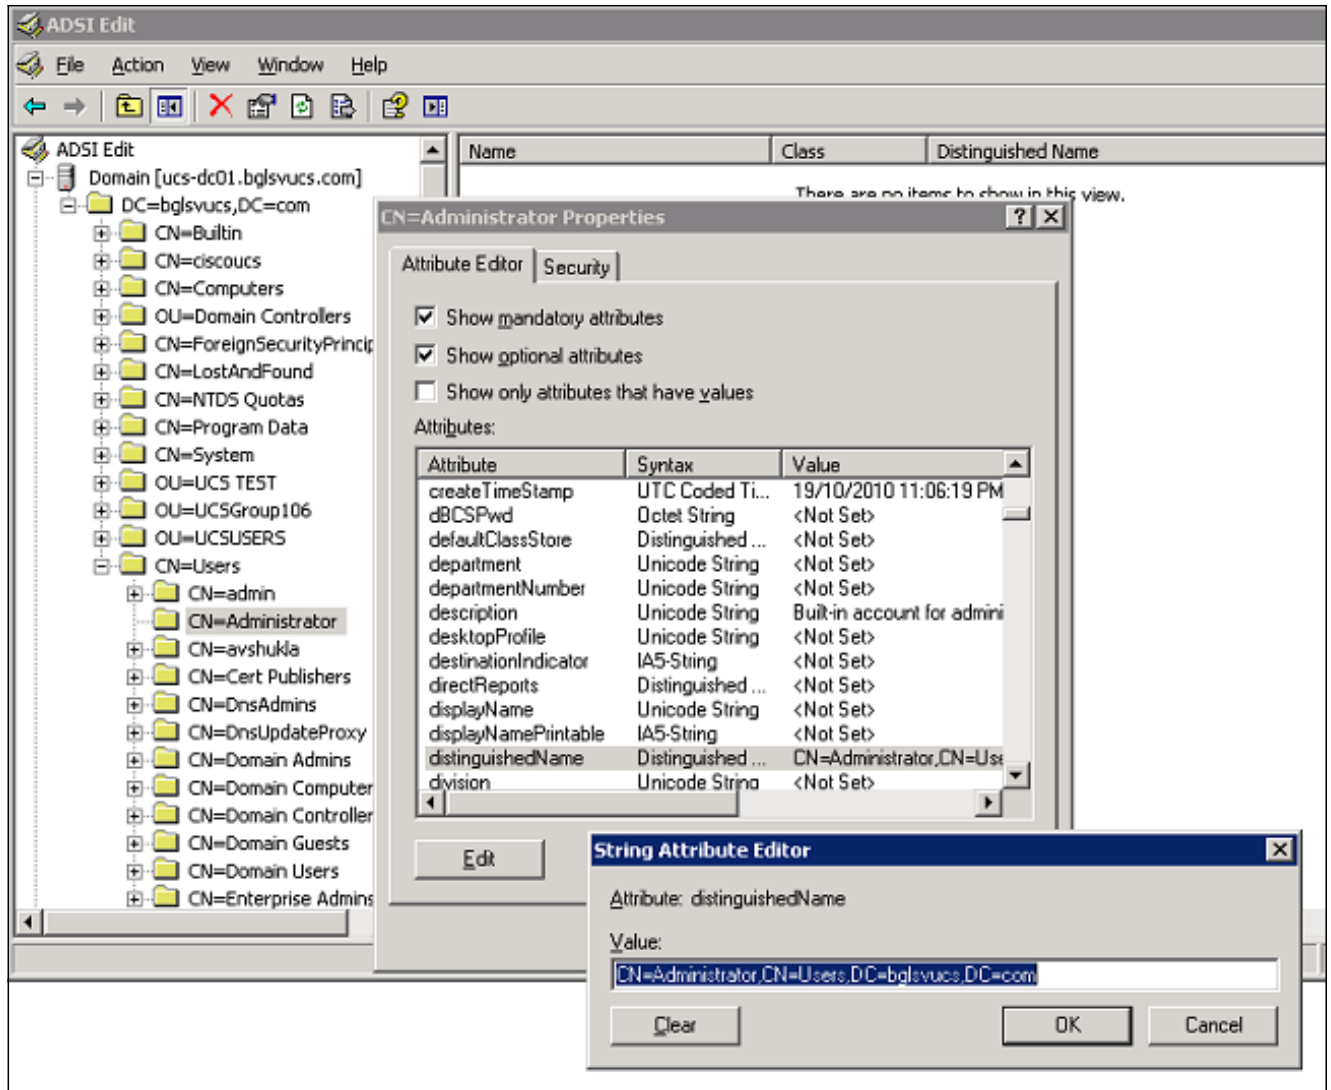 ADSI Edit
File Action View Window Help
ADSI Edit
Domain [ucs-dc01.bglsvucs.com]
DC=bglsvucs,DC=com
CN=Builtin
CN=ciscoucs
CN=Computers
OU=Domain Controllers
CN=ForeignSecurityPrincip
CN=LostAndFound
CN=NTDS Quotas
CN=Program Data
CN=System
OU=UCS TEST
OU=UCSGroup106
OU=UCSUSERS
CN=Users
CN=admin
CN=Administrator
CN=avshukla
CN=Cert Publishers
CN=DnsAdmins
CN=DnsUpdateProxy
CN=Domain Admins
CN=Domain Computer
CN=Domain Controller
CN=Domain Guests
CN=Domain Users
CN=Enterprise Admins
Name Class Distinguished Name
There are no items to show in this view.
CN=Administrator Properties
Attribute Editor Security
Show mandatory attributes
Show optional attributes
Show only attributes that have values
Attributes:
Attribute Syntax Value
createTimeStamp UTC Coded Ti... 19/10/2010 11:06:19 PM
dBCSPwd Octet String <Not Set>
defaultClassStore Distinguished ... <Not Set>
department Unicode String <Not Set>
departmentNumber Unicode String <Not Set>
description Unicode String Built-in account for admini
desktopProfile Unicode String <Not Set>
destinationIndicator IA5-String <Not Set>
directReports Distinguished ... <Not Set>
displayName Unicode String <Not Set>
displayNamePrintable IA5-String <Not Set>
distinguishedName Distinguished ... CN=Administrator,CN=Use
division Unicode String <Not Set>
Edit
String Attribute Editor
Attribute: distinguishedName
Value:
CN=Administrator,CN=Users,DC=bglsvucs,DC=com
Clear OK Cancel